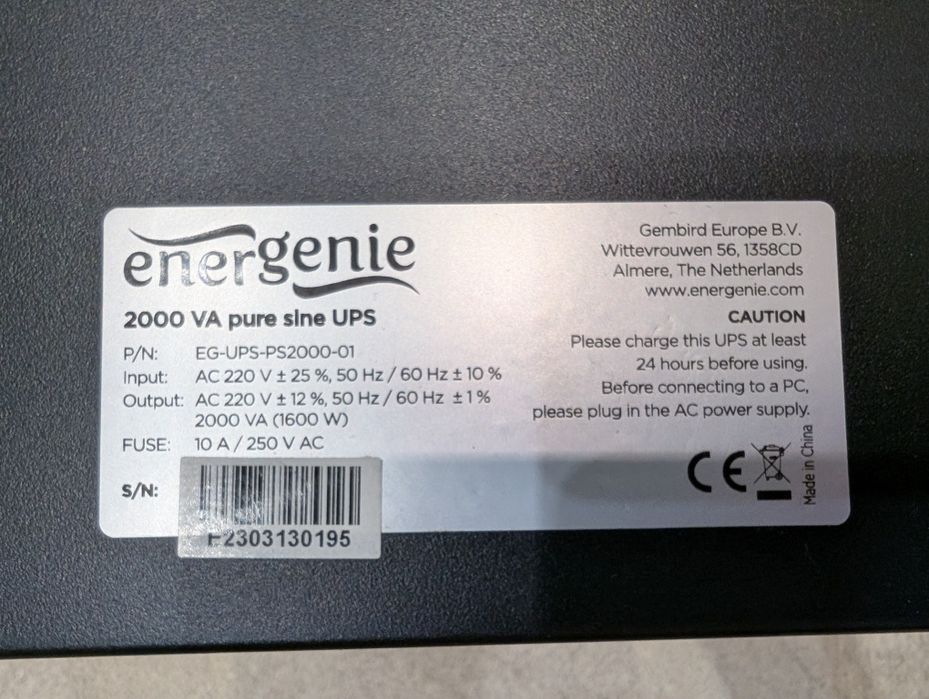 energenie
2000 VA pure sine UPS
P/N: EG-UPS-PS2000-01
Input: AC 220 V ± 25 %, 50 Hz / 60 Hz ± 10 %
Output: AC 220 V ± 12 %, 50 Hz / 60 Hz ± 1 %
2000 VA (1600 W)
FUSE: 10 A / 250 V AC
S/N:
2303130195
Gembird Europe B.V.
Wittevrouwen 56, 1358CD
Almere, The Netherlands
www.energenie.com
CAUTION
Please charge this UPS at least
24 hours before using.
Before connecting to a PC,
please plug in the AC power supply.
CE
Made in China